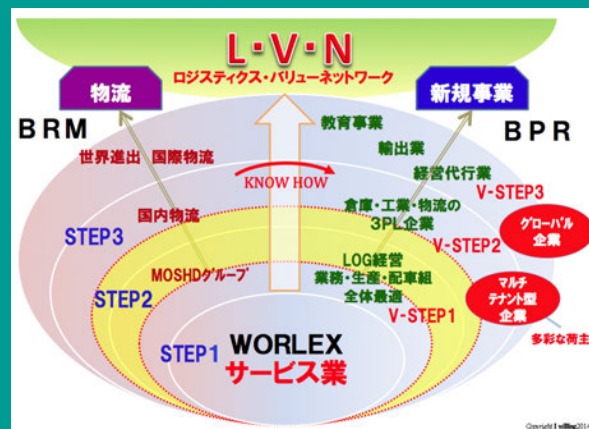 L・V・N
ロジスティクス・バリューネットワーク
物流
新規事業
BRM
BPR
教育事業
輸出業
世界進出 国際物流
経営代行業
KNOW HOW
V-STEP3
国内物流
倉庫・工業・物流の
3PL企業
グローバル
企業
STEP3
V-STEP2
MOSHDグループ
LOG経営
業務・生産・配車組
全体最適
マルチ
テナント型
企業
STEP2
V-STEP1
多彩な荷主
STEP1
WORLEX
サービス業
Copyright I willing2014